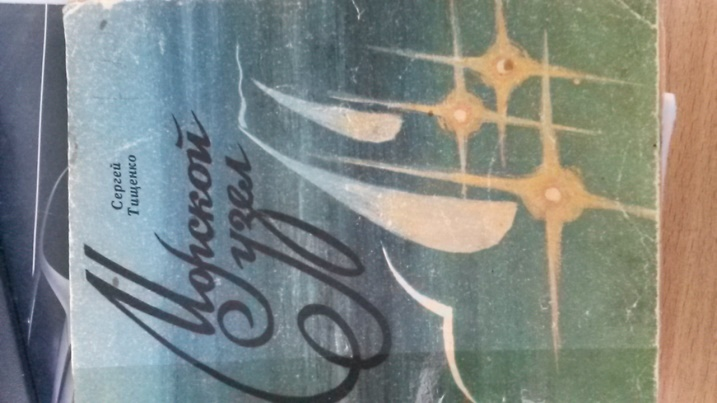 Сергей
Тищенко
Морской
узел